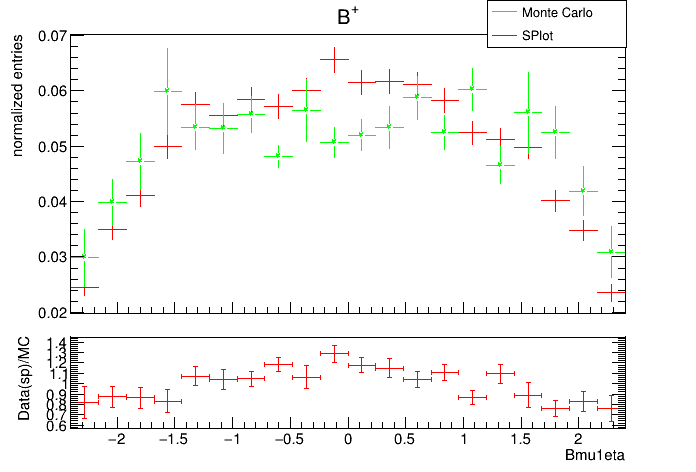 B+
Monte Carlo
SPlot
normalized entries
0.07
0.06
0.05
0.04
0.03
0.02
Data(sp)/MC
1.4
1.3
1.2
1.1
1
0.9
0.8
0.7
0.6
−2 −1.5 −1 −0.5 0 0.5 1 1.5 2
Bmu1eta